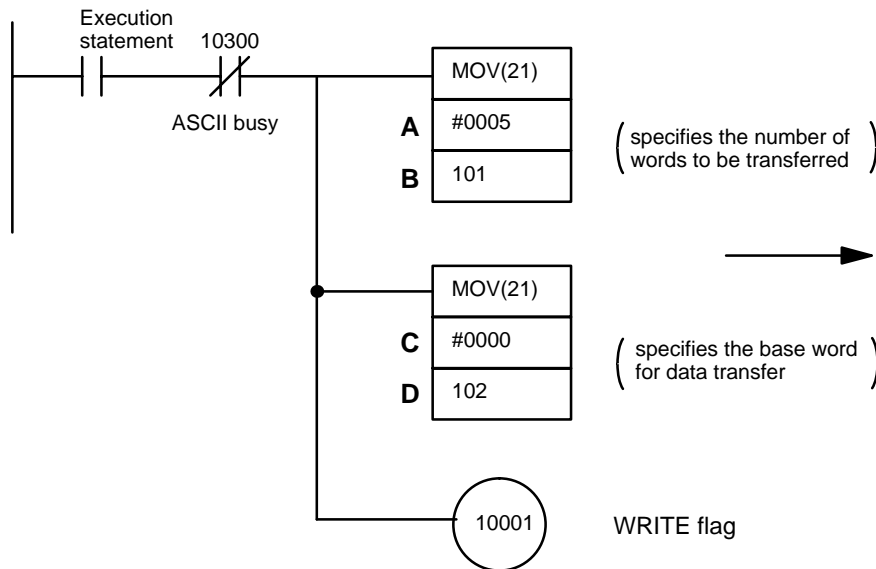 Execution
statement
10300
ASCII busy
MOV(21)
A
#0005
B
101
specifies the number of
words to be transferred
MOV(21)
C
#0000
D
102
specifies the base word
for data transfer
10001
WRITE flag